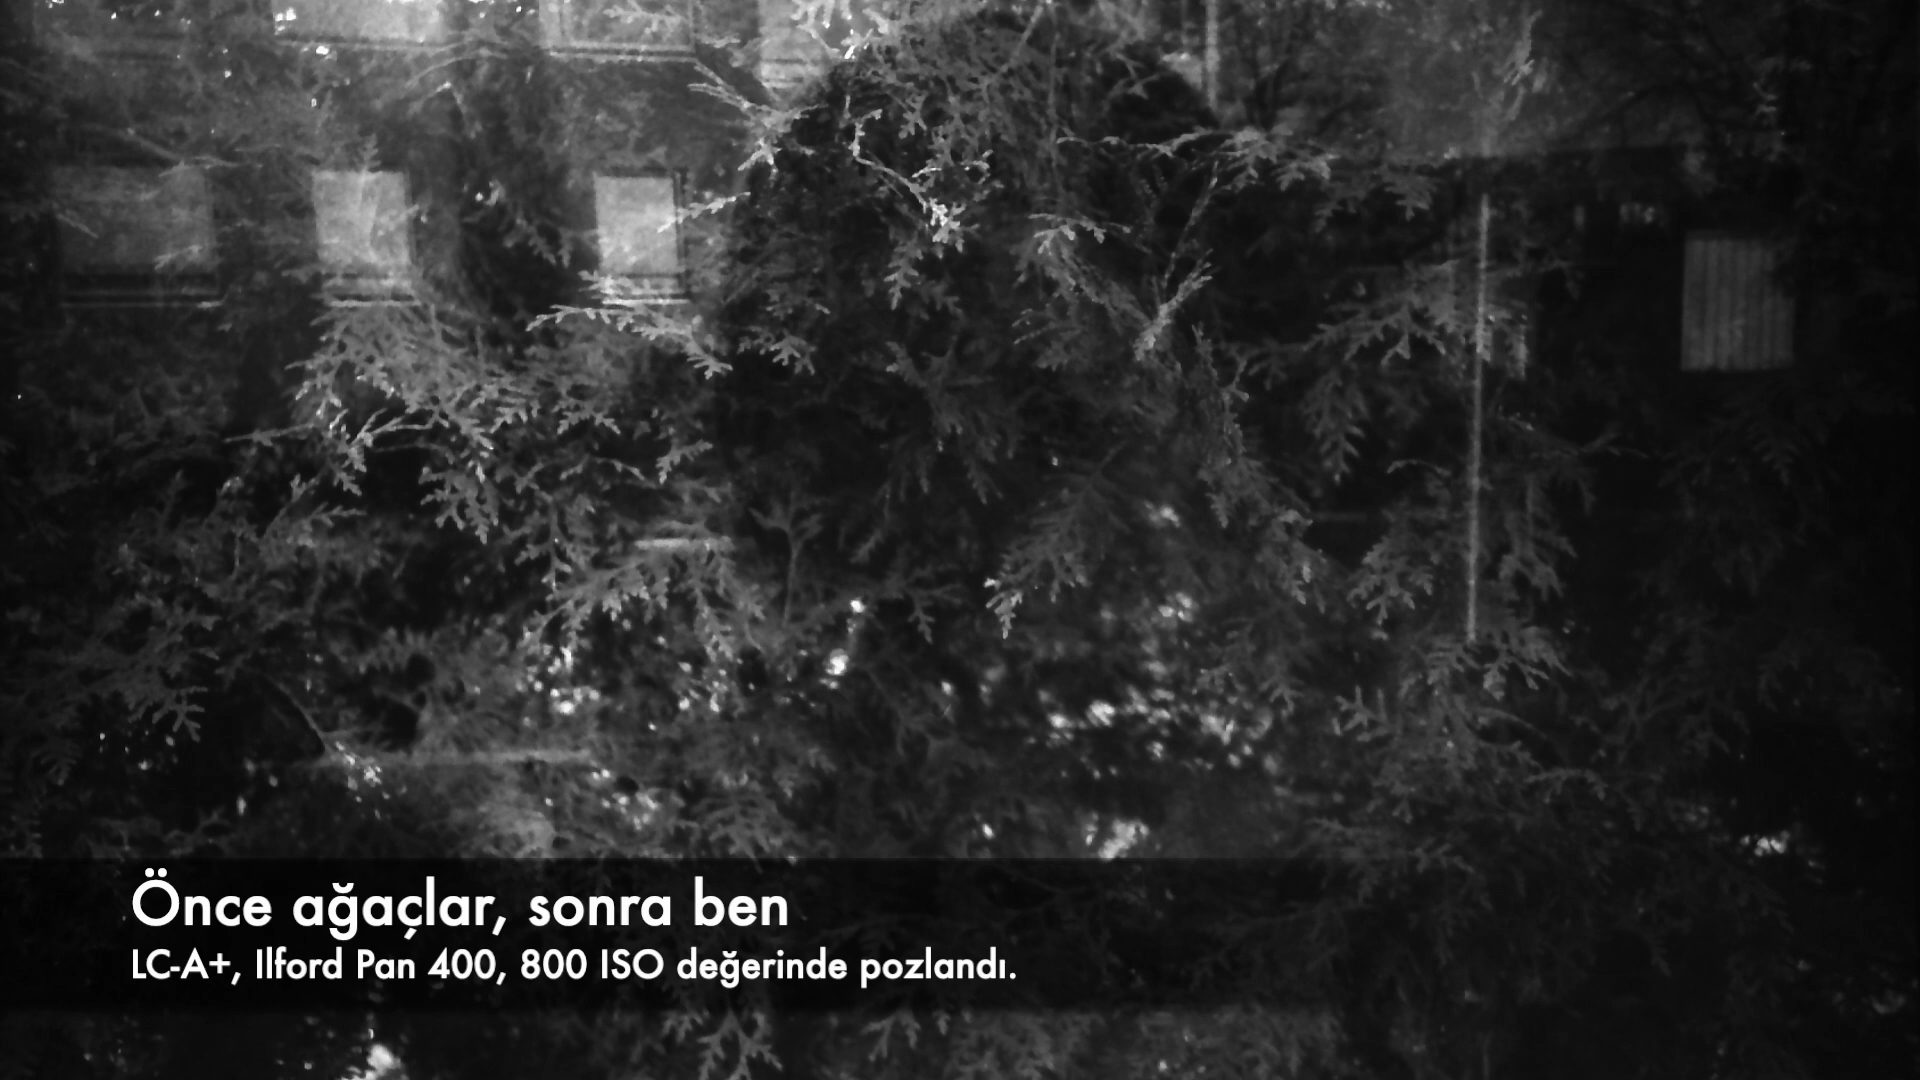 Önce ağaçlar, sonra ben
LC-A+, Ilford Pan 400, 800 ISO değerinde pozlandı.